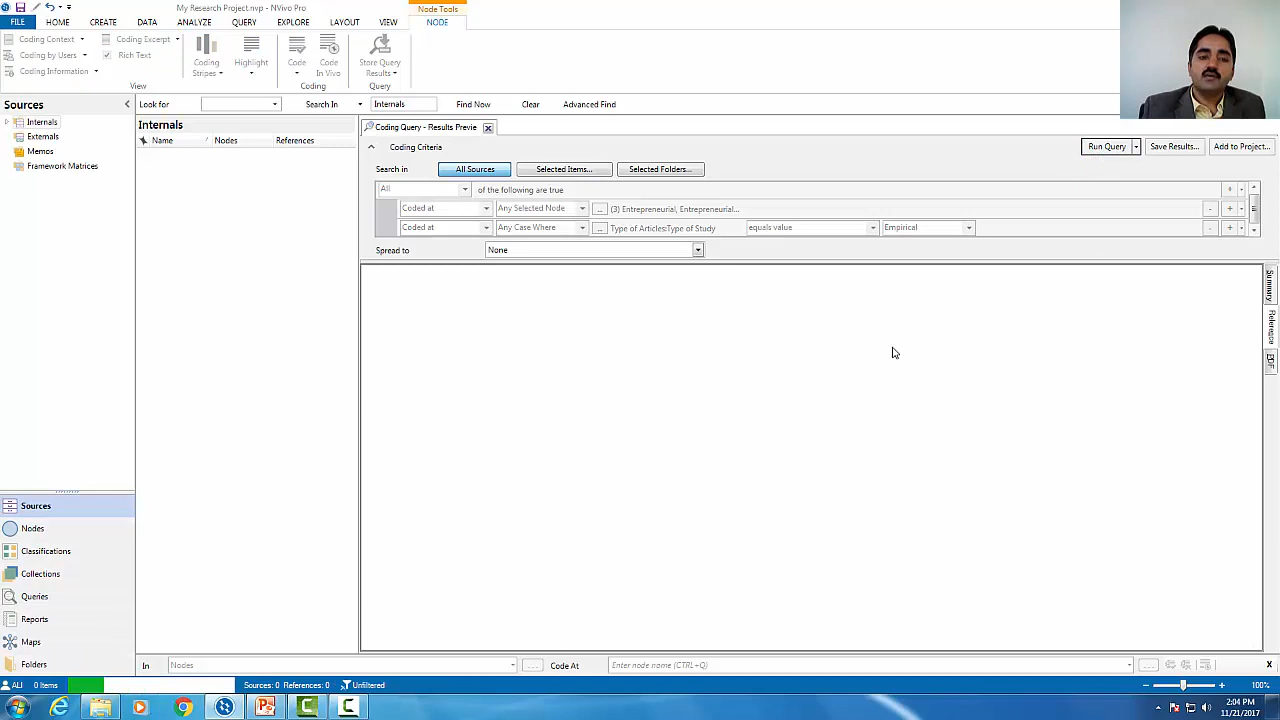 My Research Project.nvp - NVivo Pro
Node Tools
FILE HOME CREATE DATA ANALYZE QUERY EXPLORE LAYOUT VIEW NODE
Coding Context
Coding by Users
Coding Information
Coding Excerpt
Rich Text
View
Coding Stripes
Highlight
Code
Code In Vivo
Coding
Store Query Results
Query
Sources
Look for
Search In
Internals
Find Now
Clear
Advanced Find
Internals
Externals
Memos
Framework Matrices
Internals
Name Nodes References
Coding Query - Results Previe
Coding Criteria
Run Query
Save Results...
Add to Project...
Search in All Sources Selected Items... Selected Folders...
All of the following are true
Coded at Any Selected Node ... (3) Entrepreneurial, Entrepreneurial...
Coded at Any Case Where ... Type of Articles:Type of Study equals value Empirical
Spread to None
Summary
Reference
PDF
Sources
Nodes
Classifications
Collections
Queries
Reports
Maps
Folders
In Nodes ... Code At Enter node name (CTRL+Q)
ALI 0 Items Sources: 0 References: 0 Unfiltered 100%
2:04 PM
11/21/2017